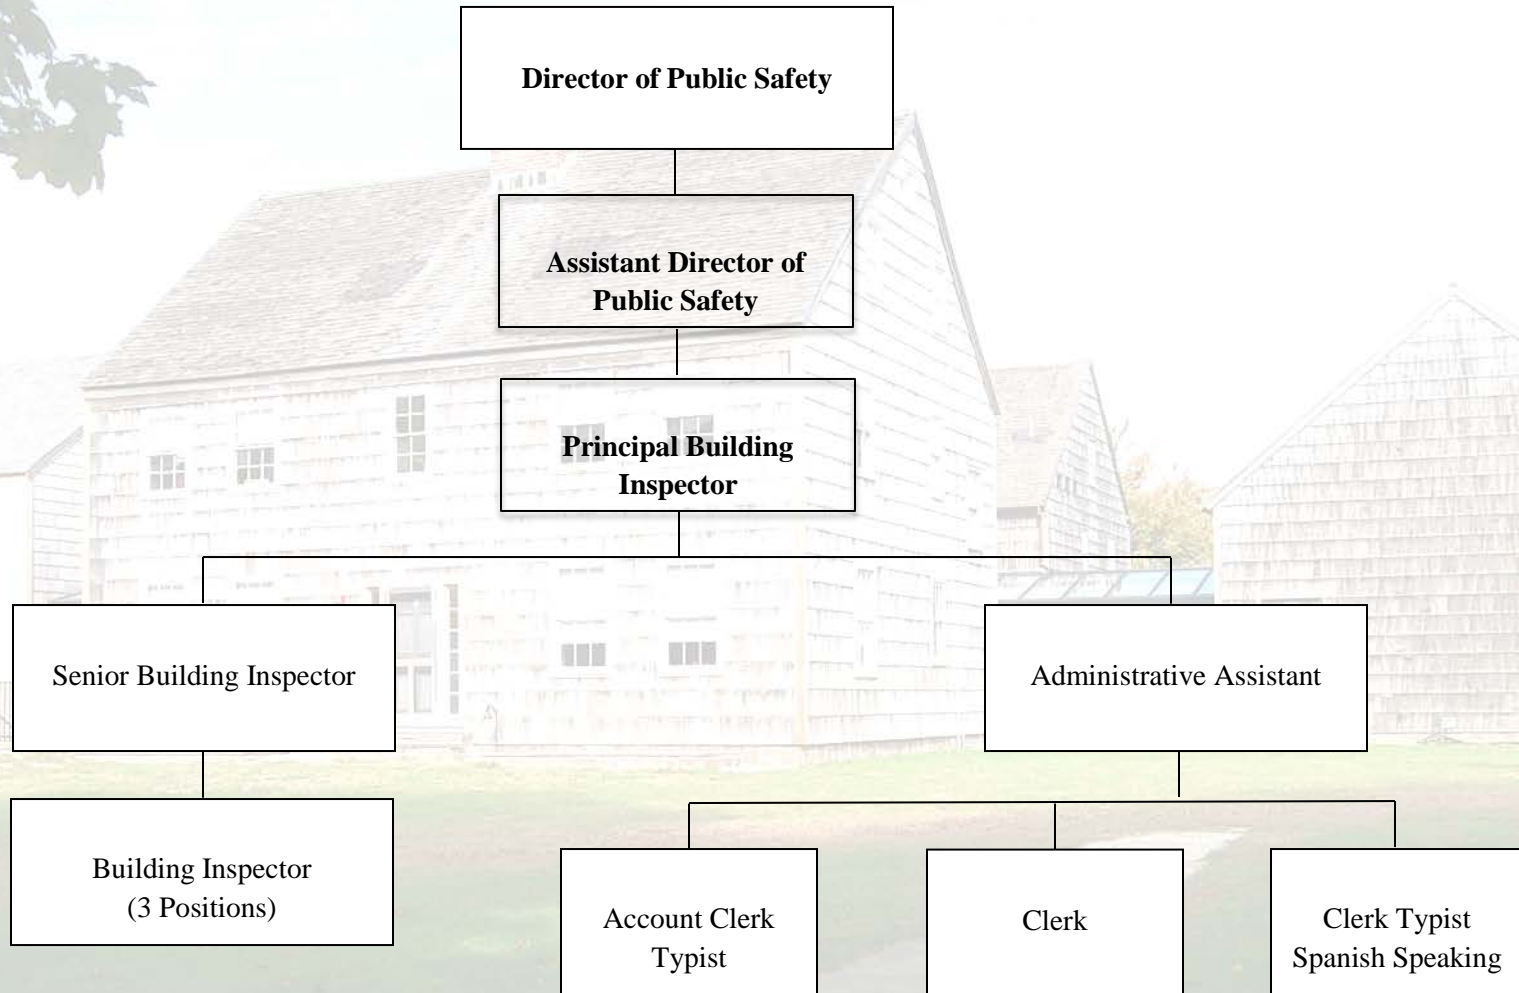 Director of Public Safety
Assistant Director of
Public Safety
Principal Building
Inspector
Senior Building Inspector
Administrative Assistant
Building Inspector
(3 Positions)
Account Clerk
Typist
Clerk
Clerk Typist
Spanish Speaking